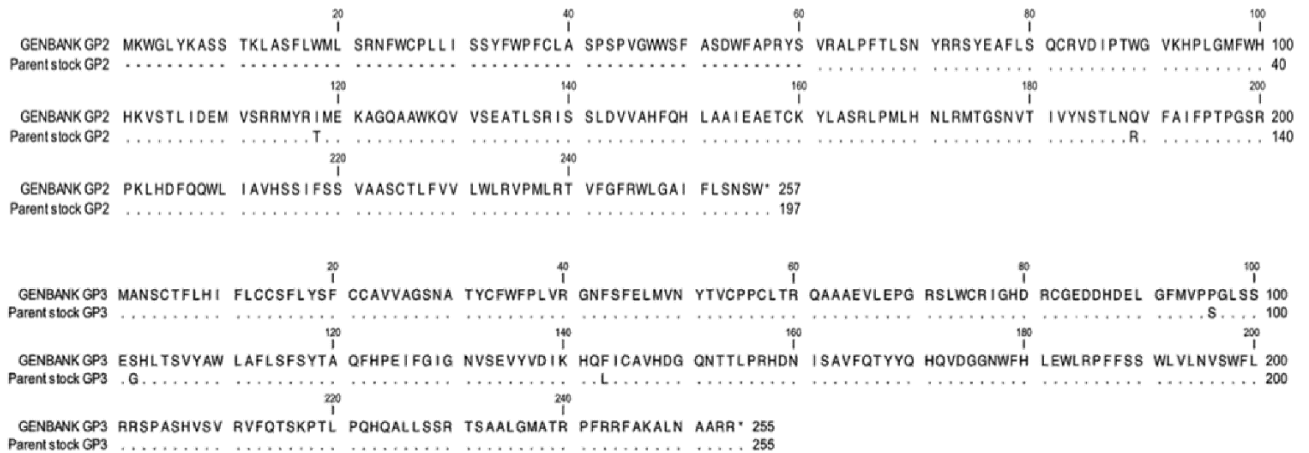 20 40 60 80 100
GENBANK GP2 MKWGLYKASS TKLASFLWML SRNFWCPLLI SSYFWPFCLA SPSPVGWWSF ASDWFAPRYS VRALPFTLSN YRRSYEAFLS QCRVDIPTWG VKHPLGMFWH 100
Parent stock GP2 ---------- ---------- ---------- ---------- ---------- ---------- .......... .......... .......... .......... 40
120 140 160 180 200
GENBANK GP2 HKVSTLIDEM VSRRMYRIME KAGQAAWKQV VSEATLSRIS SLDVVAHFQH LAAIEAETCK YLASRLPMLH NLRMTGSNVT IVYNSTLNQV FAIFPTPGSR 200
Parent stock GP2 .......... .......T.. .......... .......... .......... .......... .......... .......... ........R. .......... 140
220 240
GENBANK GP2 PKLHDFQQWL IAVHSSIFSS VAASCTLFVV LWLRVPMLRT VFGFRWLGAI FLSNSW* 257
Parent stock GP2 .......... .......... .......... .......... .......... ....... 197
20 40 60 80 100
GENBANK GP3 MANSCTFLHI FLCCSFLYSF CCAVVAGSNA TYCFWFPLVR GNFSFELMVN YTVCPPCLTR QAAAEVLEPG RSLWCRIGHD RCGEDDHDEL GFMVPPGLSS 100
Parent stock GP3 .......... .......... .......... .......... .......... .......... .......... .......... .......... .....S.... 100
120 140 160 180 200
GENBANK GP3 ESHLTSVYAW LAFLSFSYTA QFHPEIFGIG NVSEVYVDIK HQFICAVHDG QNTTLPRHDN ISAVFQTYYQ HQVDGGNWFH LEWLRPFFSS WLVLNVSWFL 200
Parent stock GP3 .G........ .......... .......... .......... ..L....... .......... .......... .......... .......... .......... 200
220 240
GENBANK GP3 RRSPASHVSV RVFQTSKPTL PQHQALLSSR TSAALGMATR PFRRFAKALN AARR* 255
Parent stock GP3 .......... .......... .......... .......... .......... ..... 255